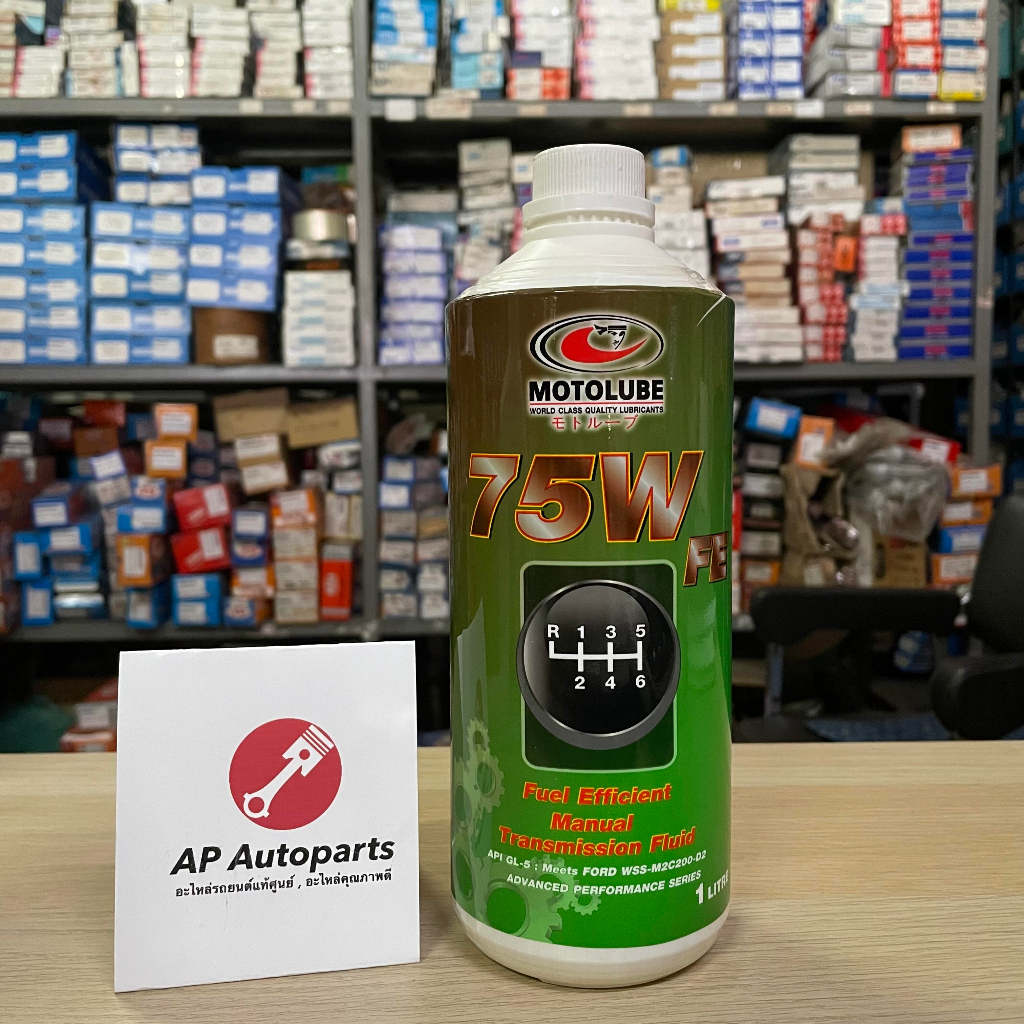 MOTOLUBE
WORLD CLASS QUALITY LUBRICANTS
モトルーブ
75W
FE
R 1 3 5
2 4 6
Fuel Efficient
Manual
Transmission Fluid
API GL-5 : Meets FORD WSS-M2C200-D2
ADVANCED PERFORMANCE SERIES
1 LITRE
AP Autoparts
อะไหล่รถยนต์แท้ศูนย์ , อะไหล่คุณภาพดี